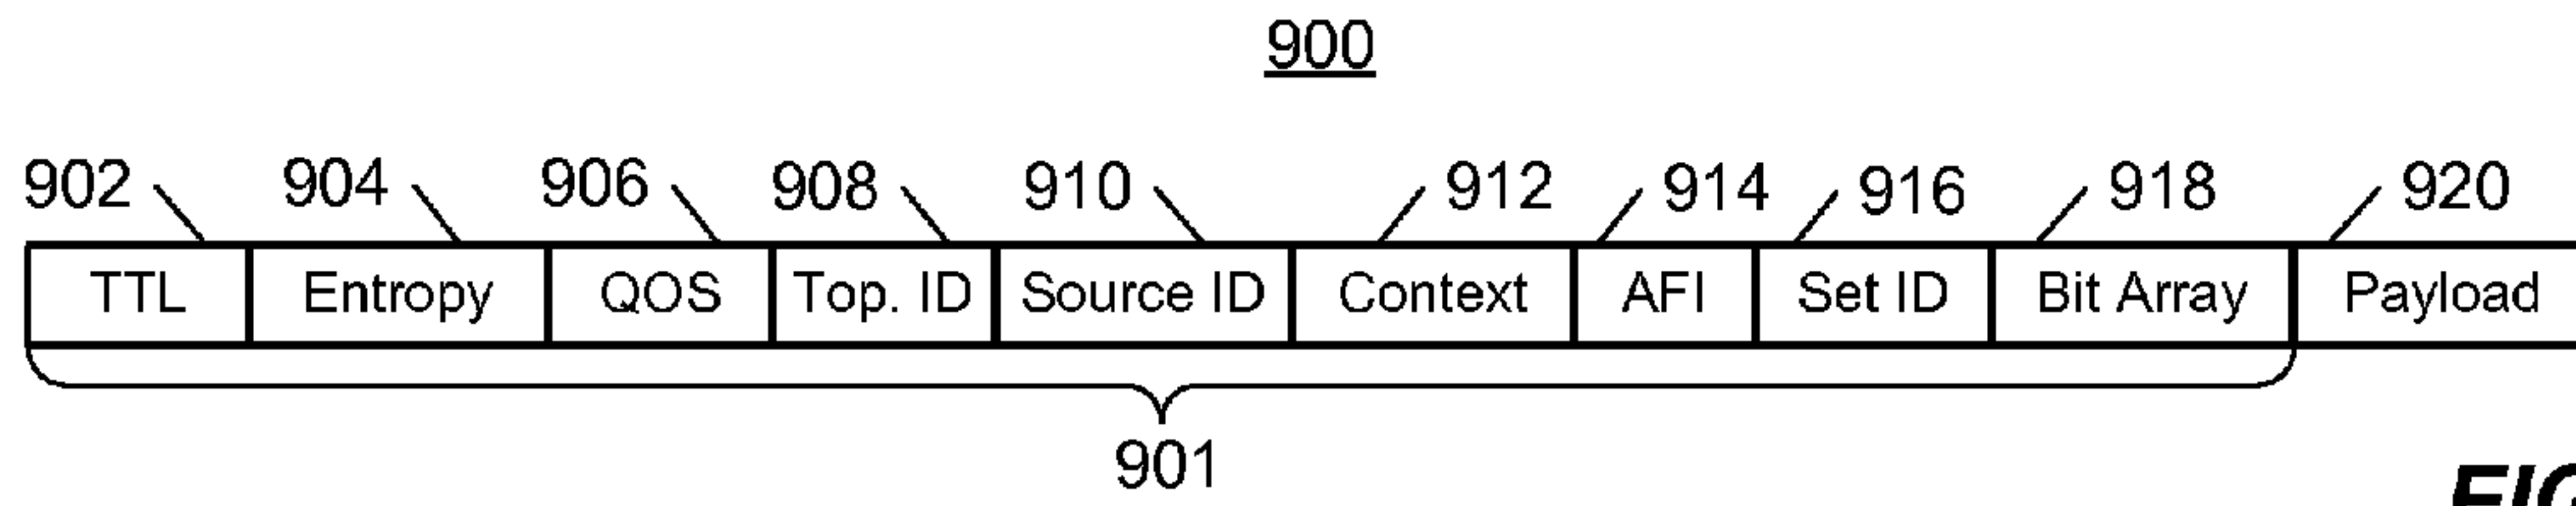 900
902 904 906 908 910 912 914 916 918 920
TTL Entropy QOS Top. ID Source ID Context AFI Set ID Bit Array Payload
901